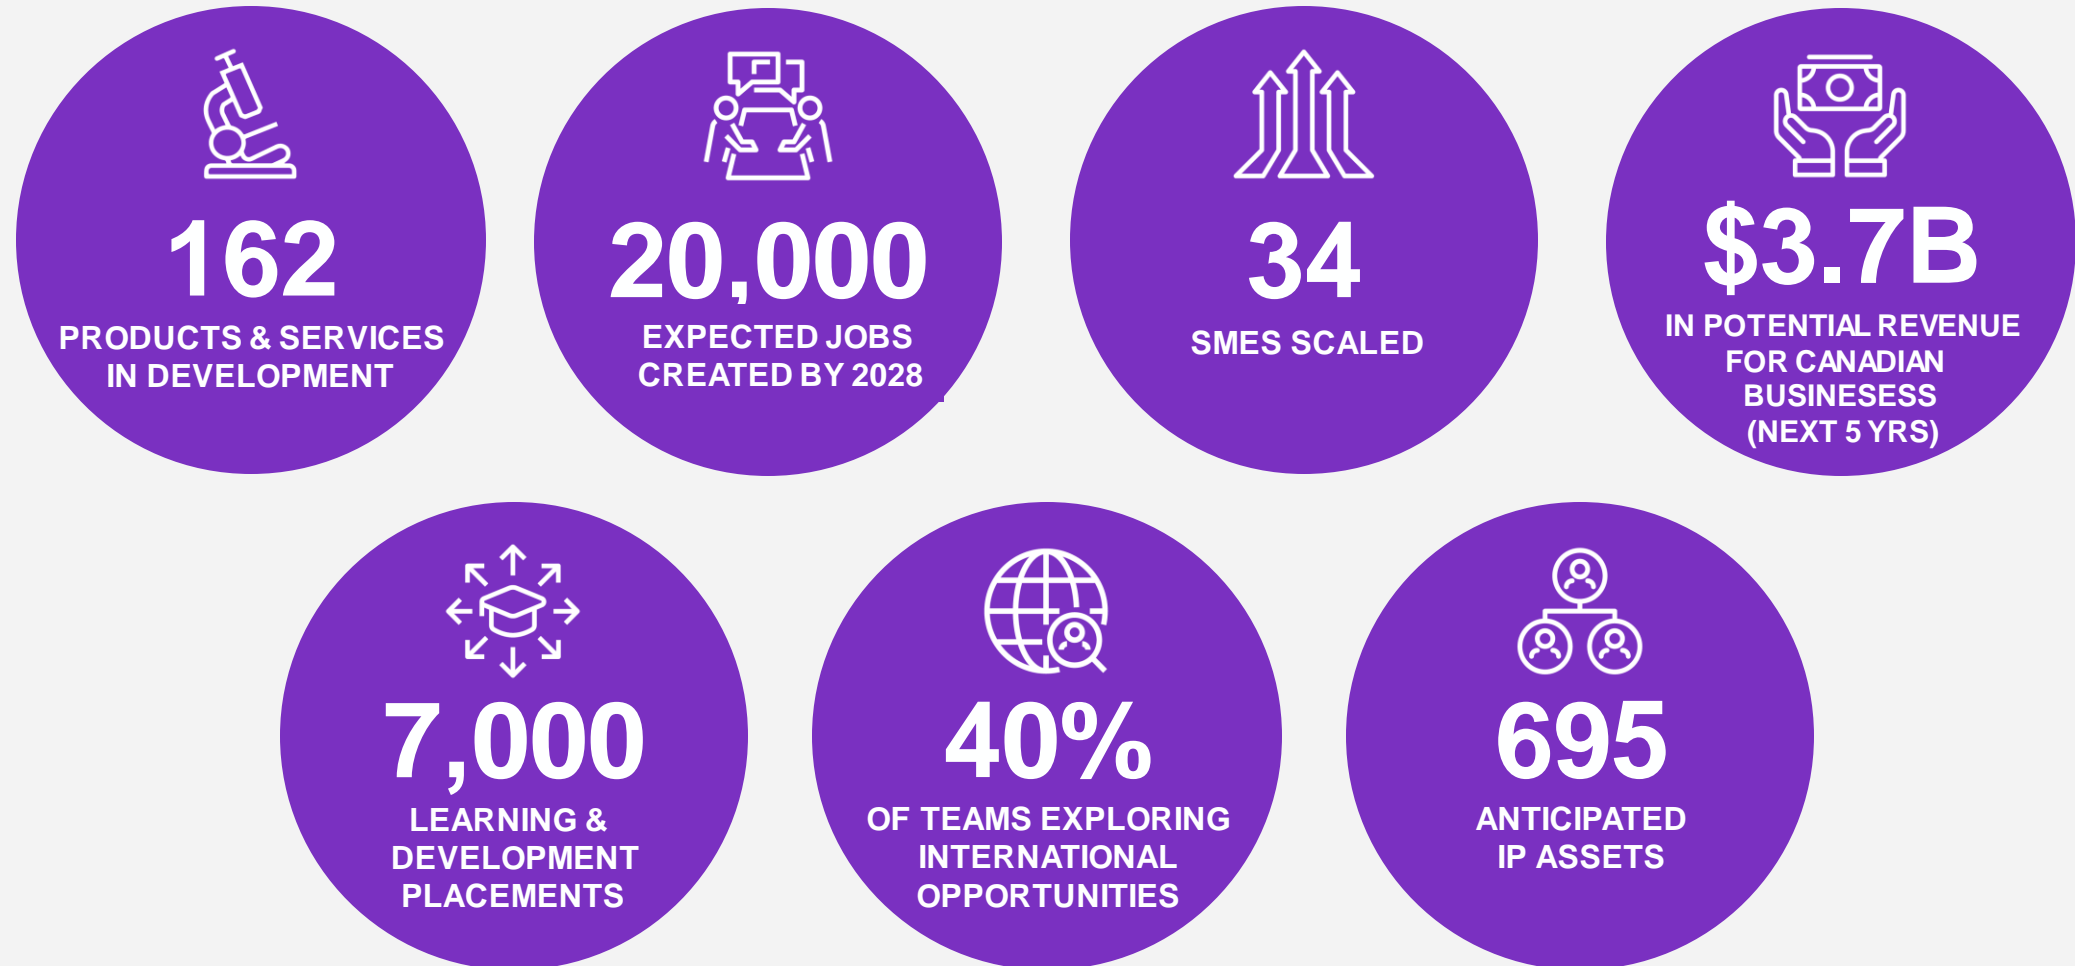 162
PRODUCTS & SERVICES
IN DEVELOPMENT
20,000
EXPECTED JOBS
CREATED BY 2028
34
SMES SCALED
$3.7B
IN POTENTIAL REVENUE
FOR CANADIAN
BUSINESESS
(NEXT 5 YRS)
7,000
LEARNING &
DEVELOPMENT
PLACEMENTS
40%
OF TEAMS EXPLORING
INTERNATIONAL
OPPORTUNITIES
695
ANTICIPATED
IP ASSETS